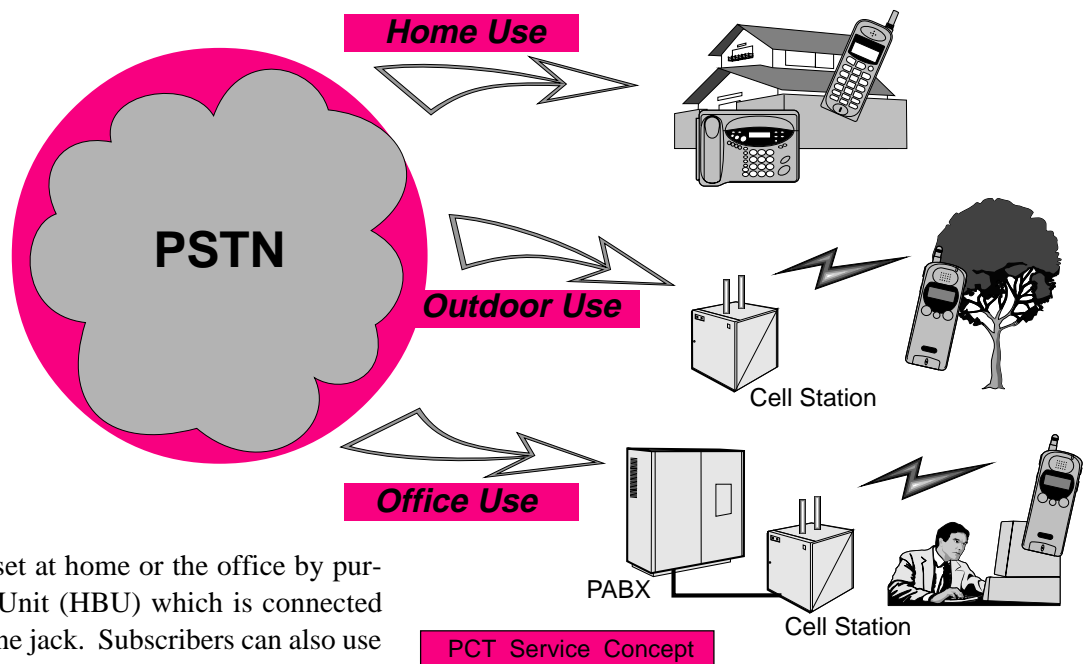 Home Use
PSTN
Outdoor Use
Cell Station
Office Use
PABX
Cell Station
set at home or the office by pur-
Unit (HBU) which is connected
ne jack. Subscribers can also use
PCT Service Concept